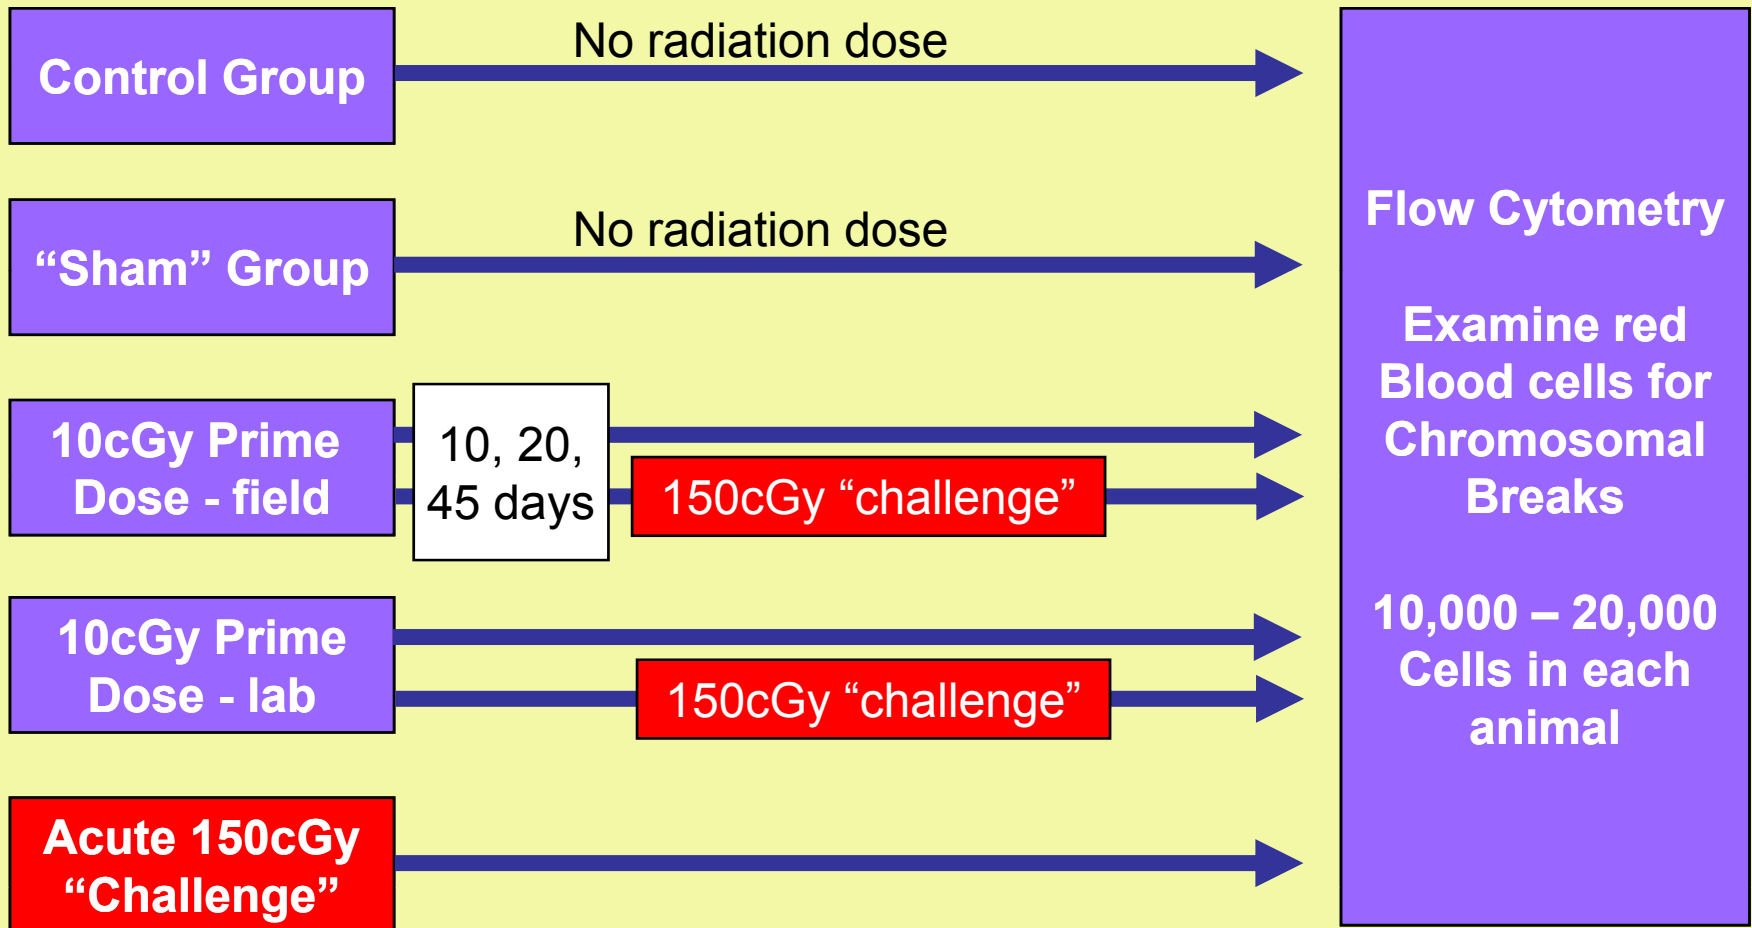 Control Group
No radiation dose
“Sham” Group
No radiation dose
10cGy Prime
Dose - field
10, 20,
45 days
150cGy “challenge”
10cGy Prime
Dose - lab
150cGy “challenge”
Acute 150cGy
“Challenge”
Flow Cytometry
Examine red
Blood cells for
Chromosomal
Breaks
10,000 – 20,000
Cells in each
animal